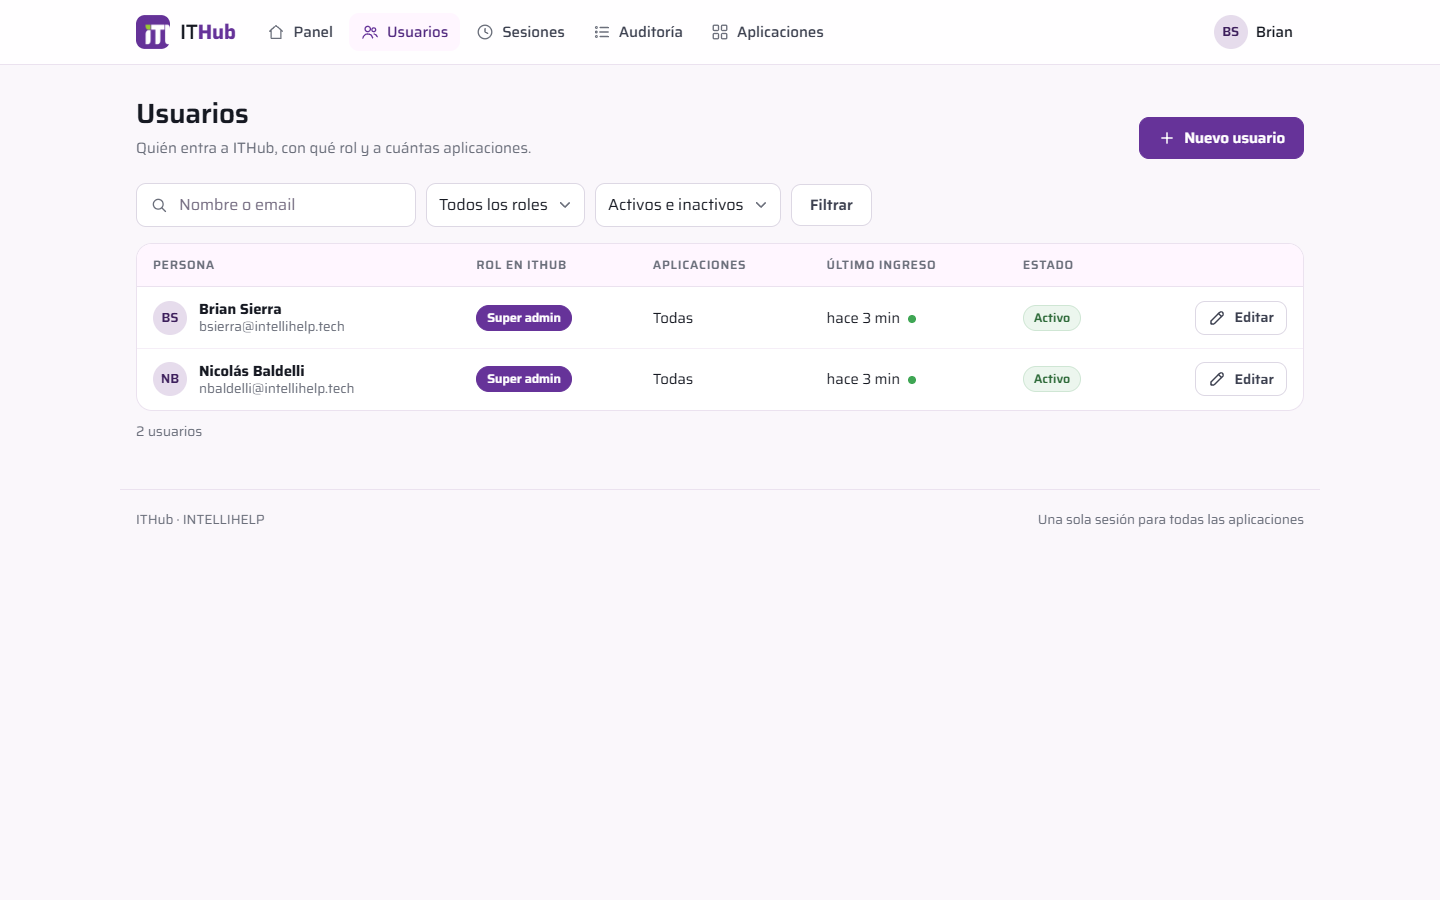 iT ITHub Panel Usuarios Sesiones Auditoría Aplicaciones BS Brian
Usuarios
Quién entra a ITHub, con qué rol y a cuántas aplicaciones.
Nuevo usuario
Nombre o email Todos los roles Activos e inactivos Filtrar
PERSONA ROL EN ITHUB APLICACIONES ÚLTIMO INGRESO ESTADO
BS Brian Sierra Super admin Todas hace 3 min Activo Editar
bsierra@intellihelp.tech
NB Nicolás Baldelli Super admin Todas hace 3 min Activo Editar
nbaldelli@intellihelp.tech
2 usuarios
ITHub · INTELLIHELP Una sola sesión para todas las aplicaciones